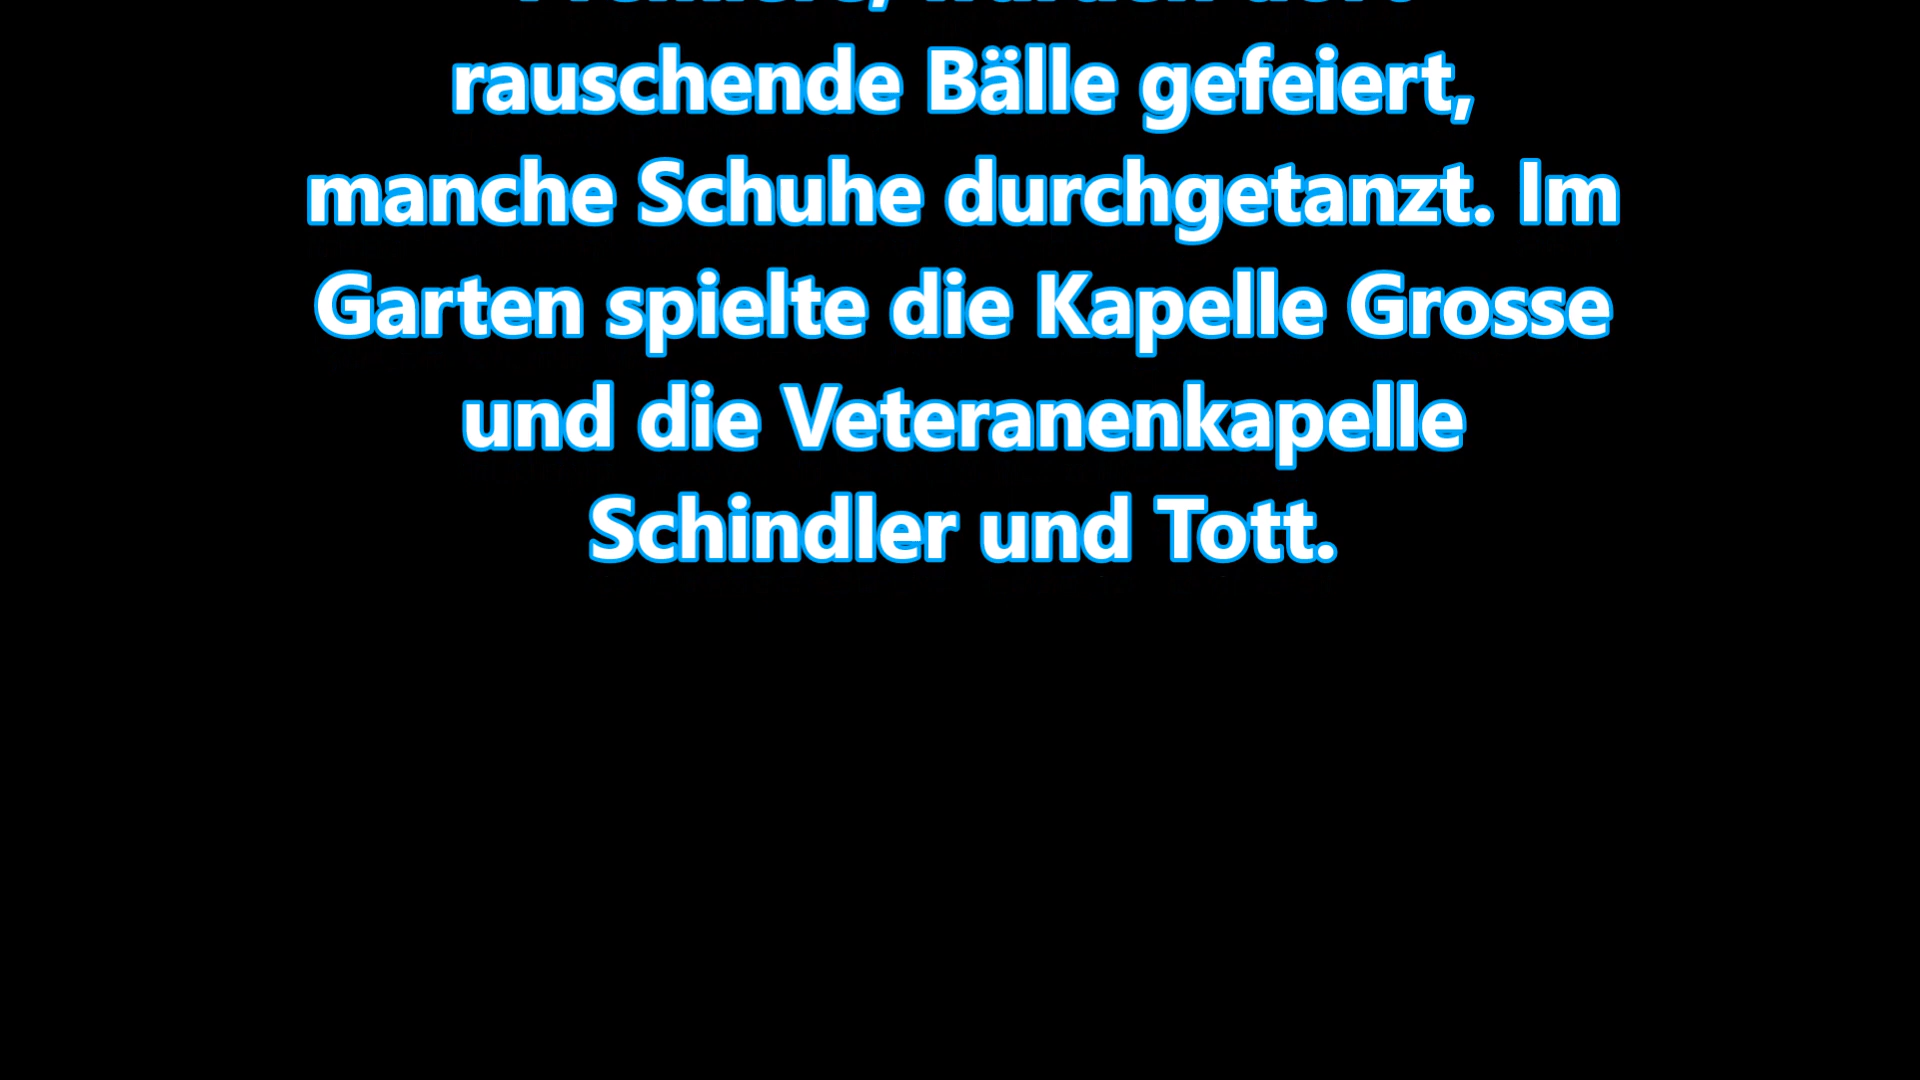 rauschende Bälle gefeiert,
manche Schuhe durchgetanzt. Im
Garten spielte die Kapelle Grosse
und die Veteranenkapelle
Schindler und Tott.